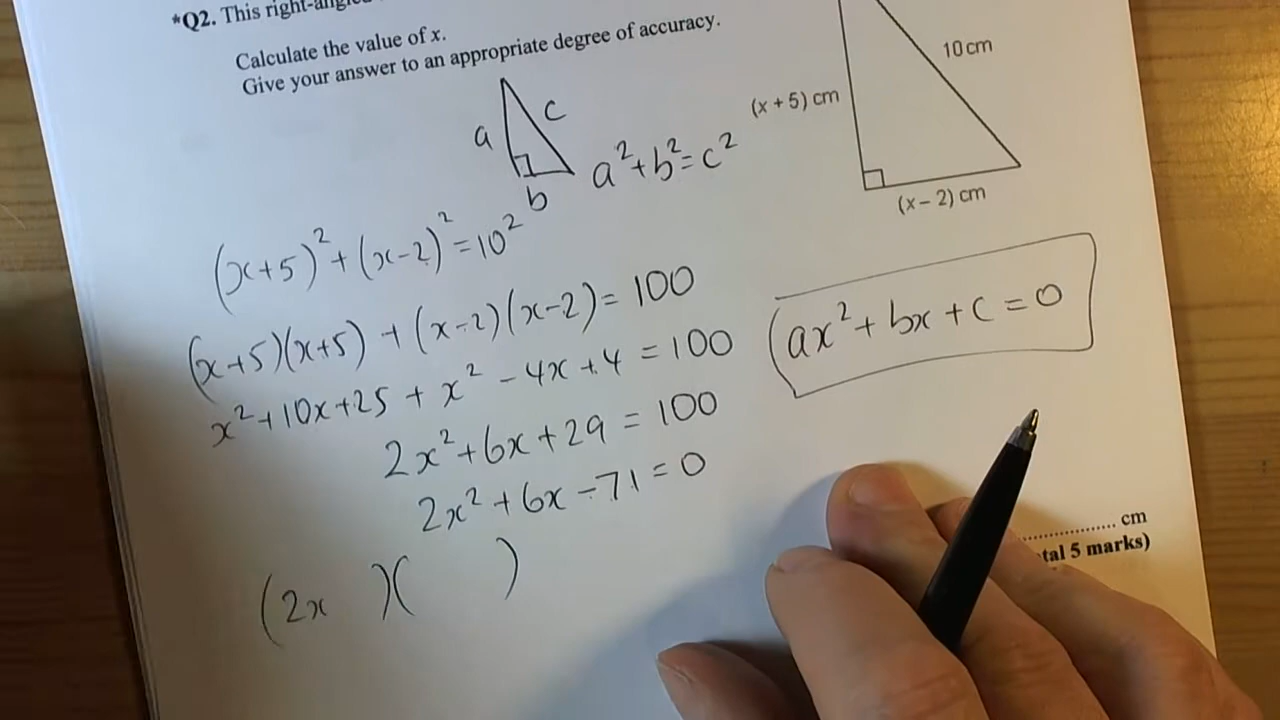 *Q2. This right-
Calculate the value of x.
Give your answer to an appropriate degree of accuracy.
10 cm
(x + 5) cm
(x – 2) cm
a
c
b
a²+b²=c²
(x+5)²+(x-2)²=10²
(x+5)(x+5) + (x-2)(x-2) = 100
x²+10x+25 + x² - 4x + 4 = 100
2x²+6x+29 = 100
2x²+6x-71 = 0
(2x )( )
(ax²+bx+c=0
cm
5 marks)